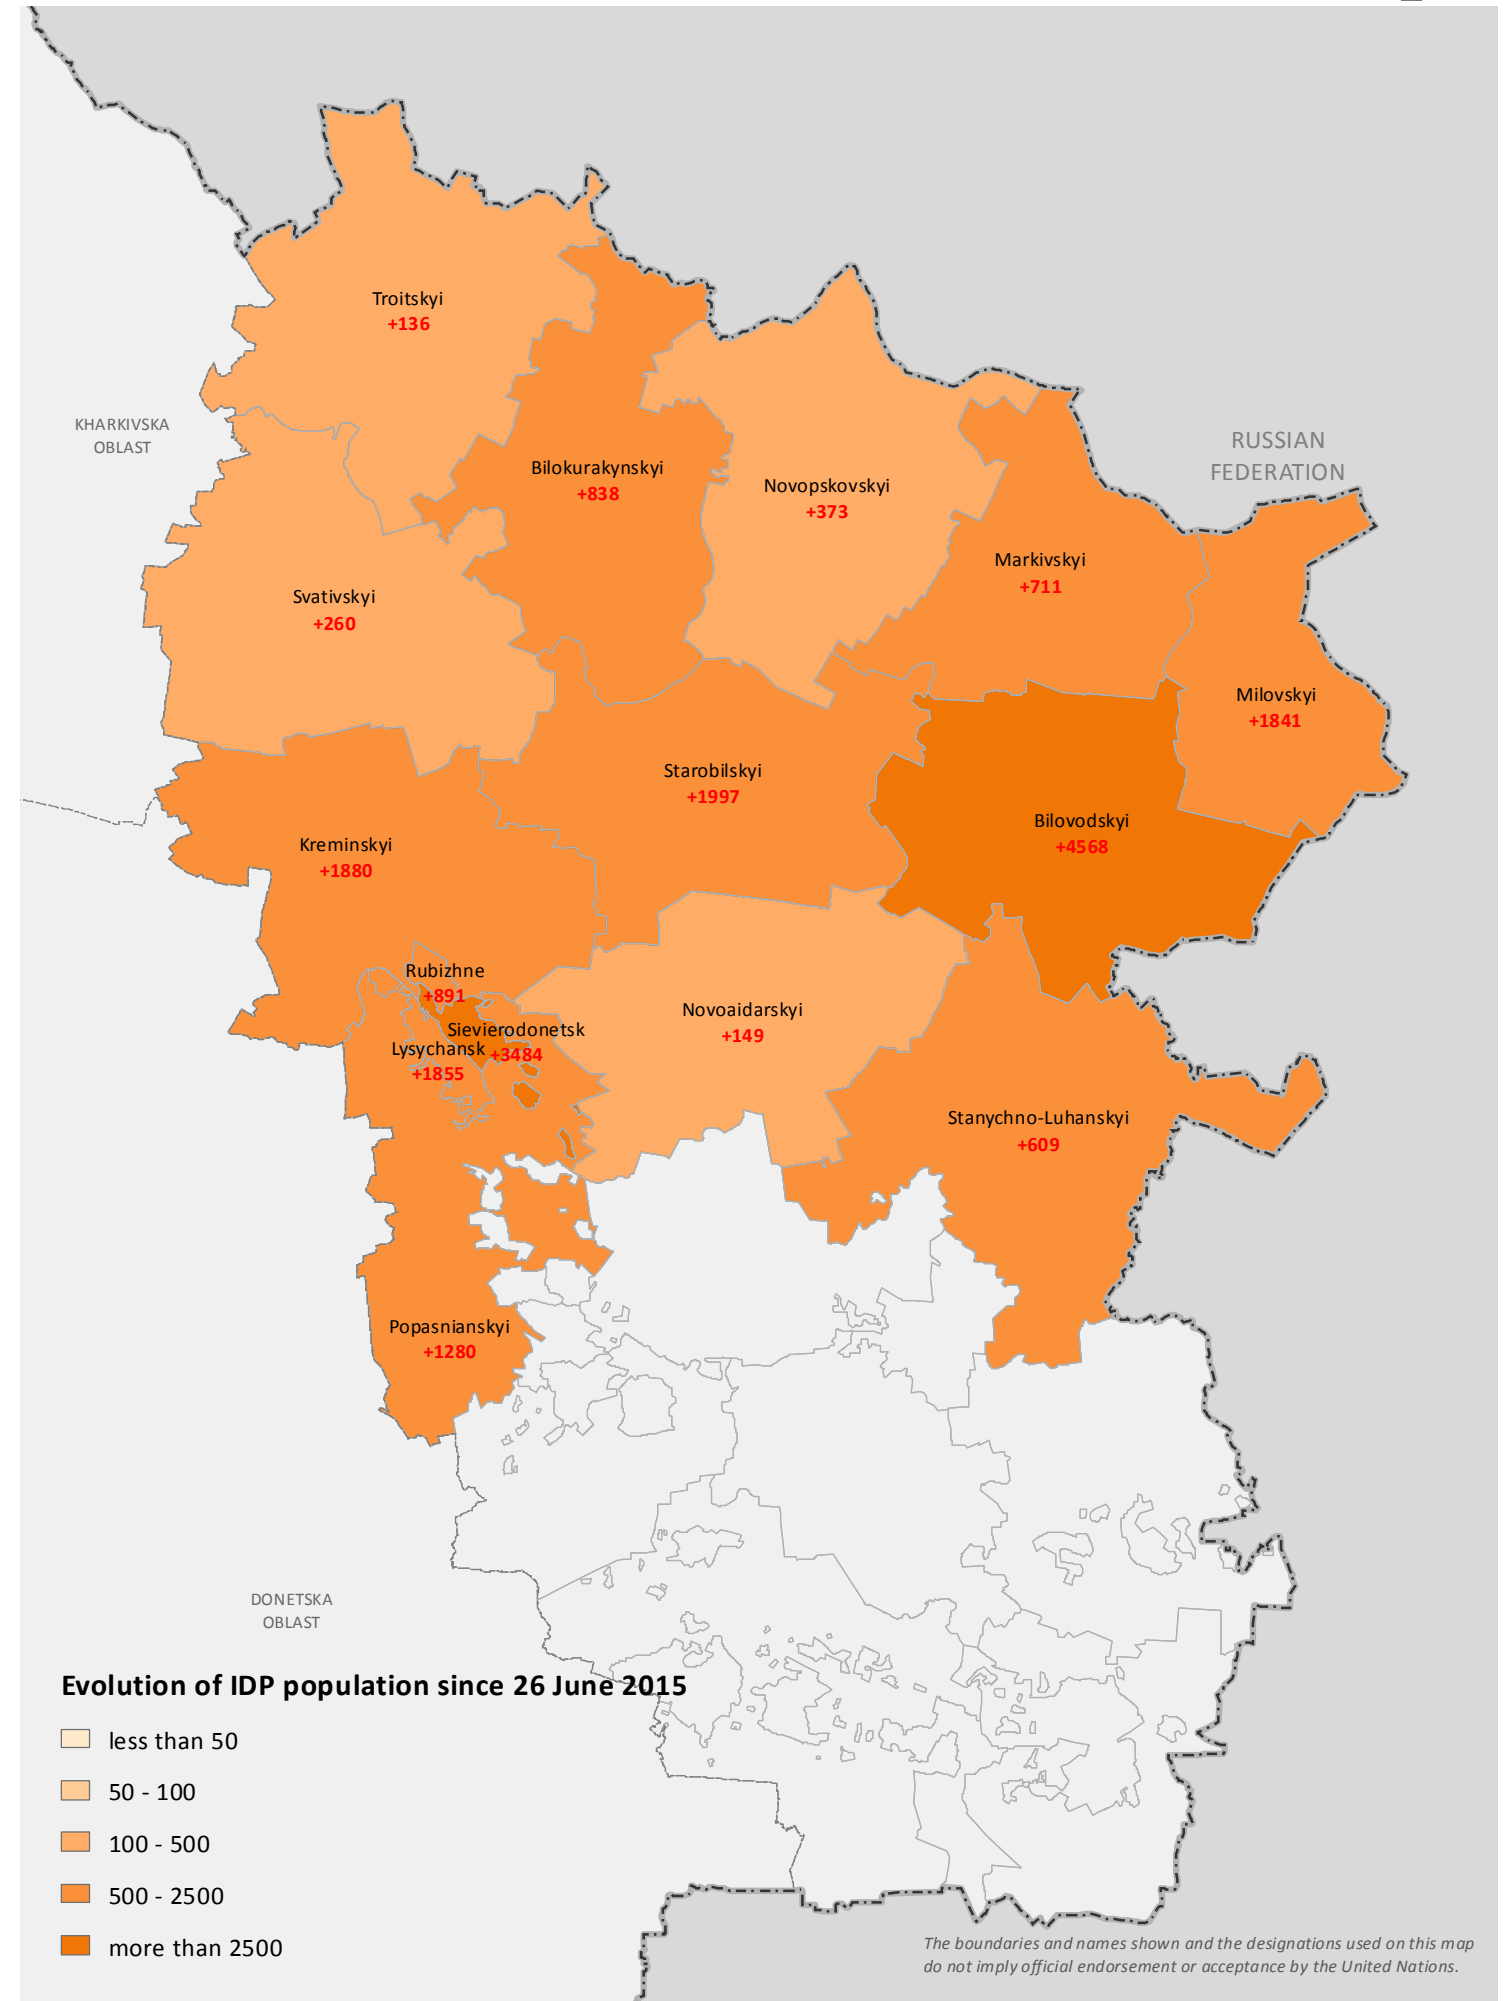 Troitskyi
+136
KHARKIVSKA
OBLAST
RUSSIAN
FEDERATION
Bilokurakynskyi
+838
Novopskovskyi
+373
Markivskyi
+711
Svativskyi
+260
Milovskyi
+1841
Starobilskyi
+1997
Bilovodskyi
+4568
Kreminskyi
+1880
Rubizhne
+891
Sievierodonetsk
+3484
Lysychansk
+1855
Novoaidarskyi
+149
Stanychno-Luhanskyi
+609
Popasnianskyi
+1280
DONETSKA
OBLAST
Evolution of IDP population since 26 June 2015
less than 50
50 - 100
100 - 500
500 - 2500
more than 2500
The boundaries and names shown and the designations used on this map
do not imply official endorsement or acceptance by the United Nations.